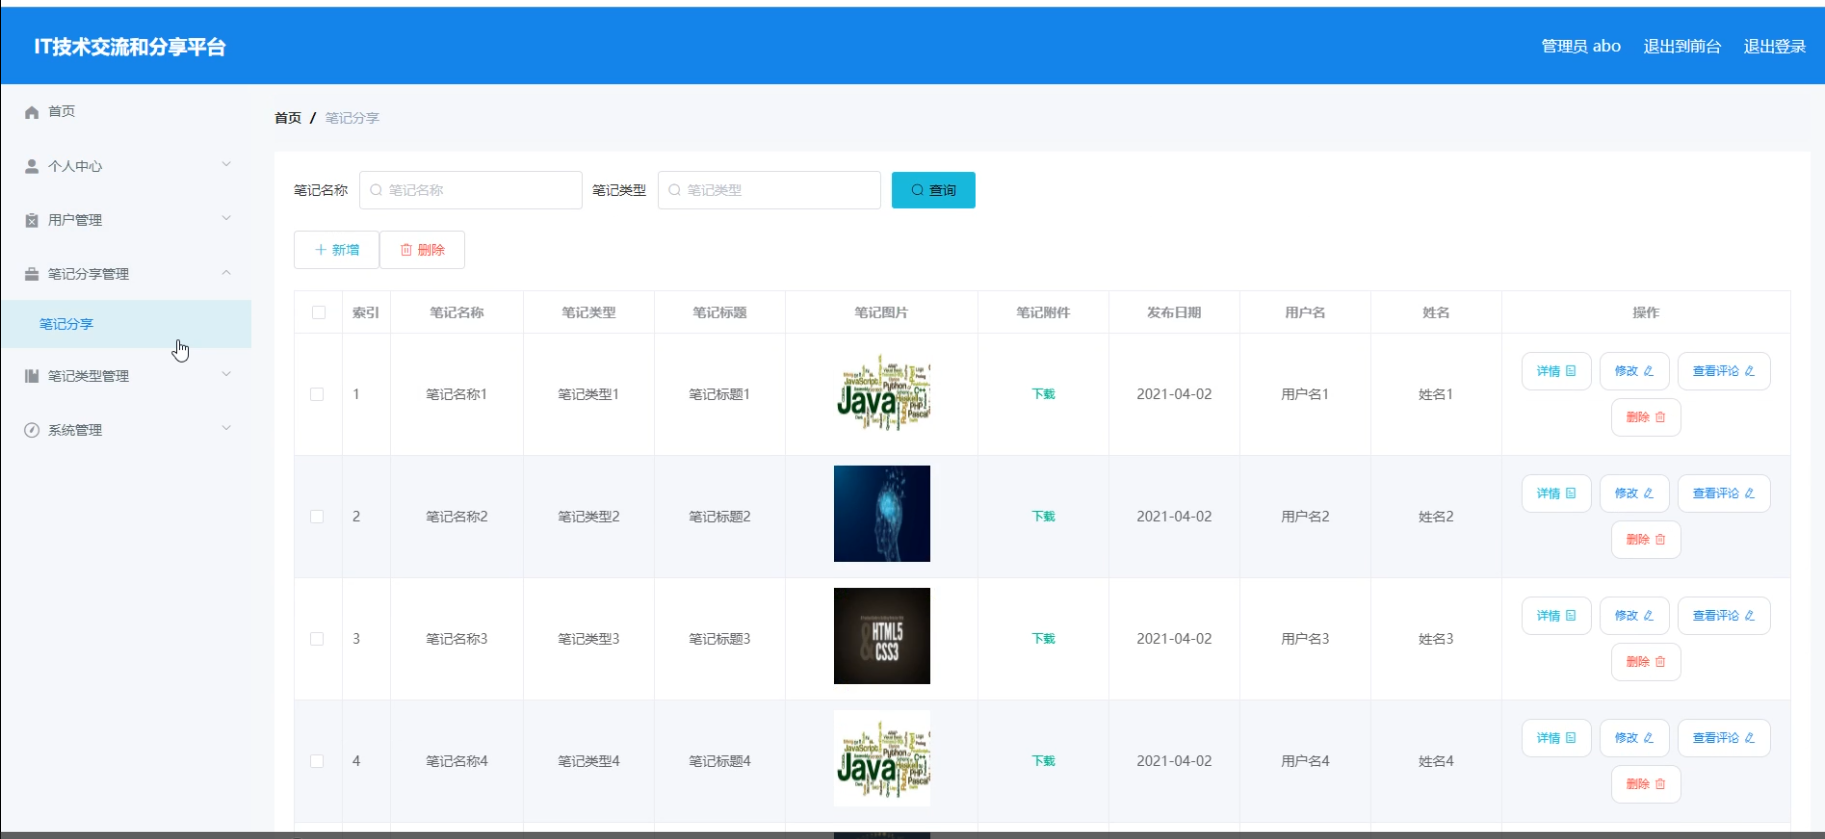 IT技术交流和分享平台
管理员 abo 退出到前台 退出登录
首页
个人中心
用户管理
笔记分享管理
笔记分享
笔记类型管理
系统管理
首页 / 笔记分享
笔记名称 笔记名称 笔记类型 笔记类型 查询
新增 删除
索引 笔记名称 笔记类型 笔记标题 笔记图片 笔记附件 发布日期 用户名 姓名 操作
1 笔记名称1 笔记类型1 笔记标题1 下载 2021-04-02 用户名1 姓名1 详情 修改 查看评论
删除
JavaScript
Python
Java
C++
PHP
Pascal
2 笔记名称2 笔记类型2 笔记标题2 下载 2021-04-02 用户名2 姓名2 详情 修改 查看评论
删除
3 笔记名称3 笔记类型3 笔记标题3 下载 2021-04-02 用户名3 姓名3 详情 修改 查看评论
删除
& HTML5
CSS3
4 笔记名称4 笔记类型4 笔记标题4 下载 2021-04-02 用户名4 姓名4 详情 修改 查看评论
删除
JavaScript
Python
Java
C++
PHP
Pascal